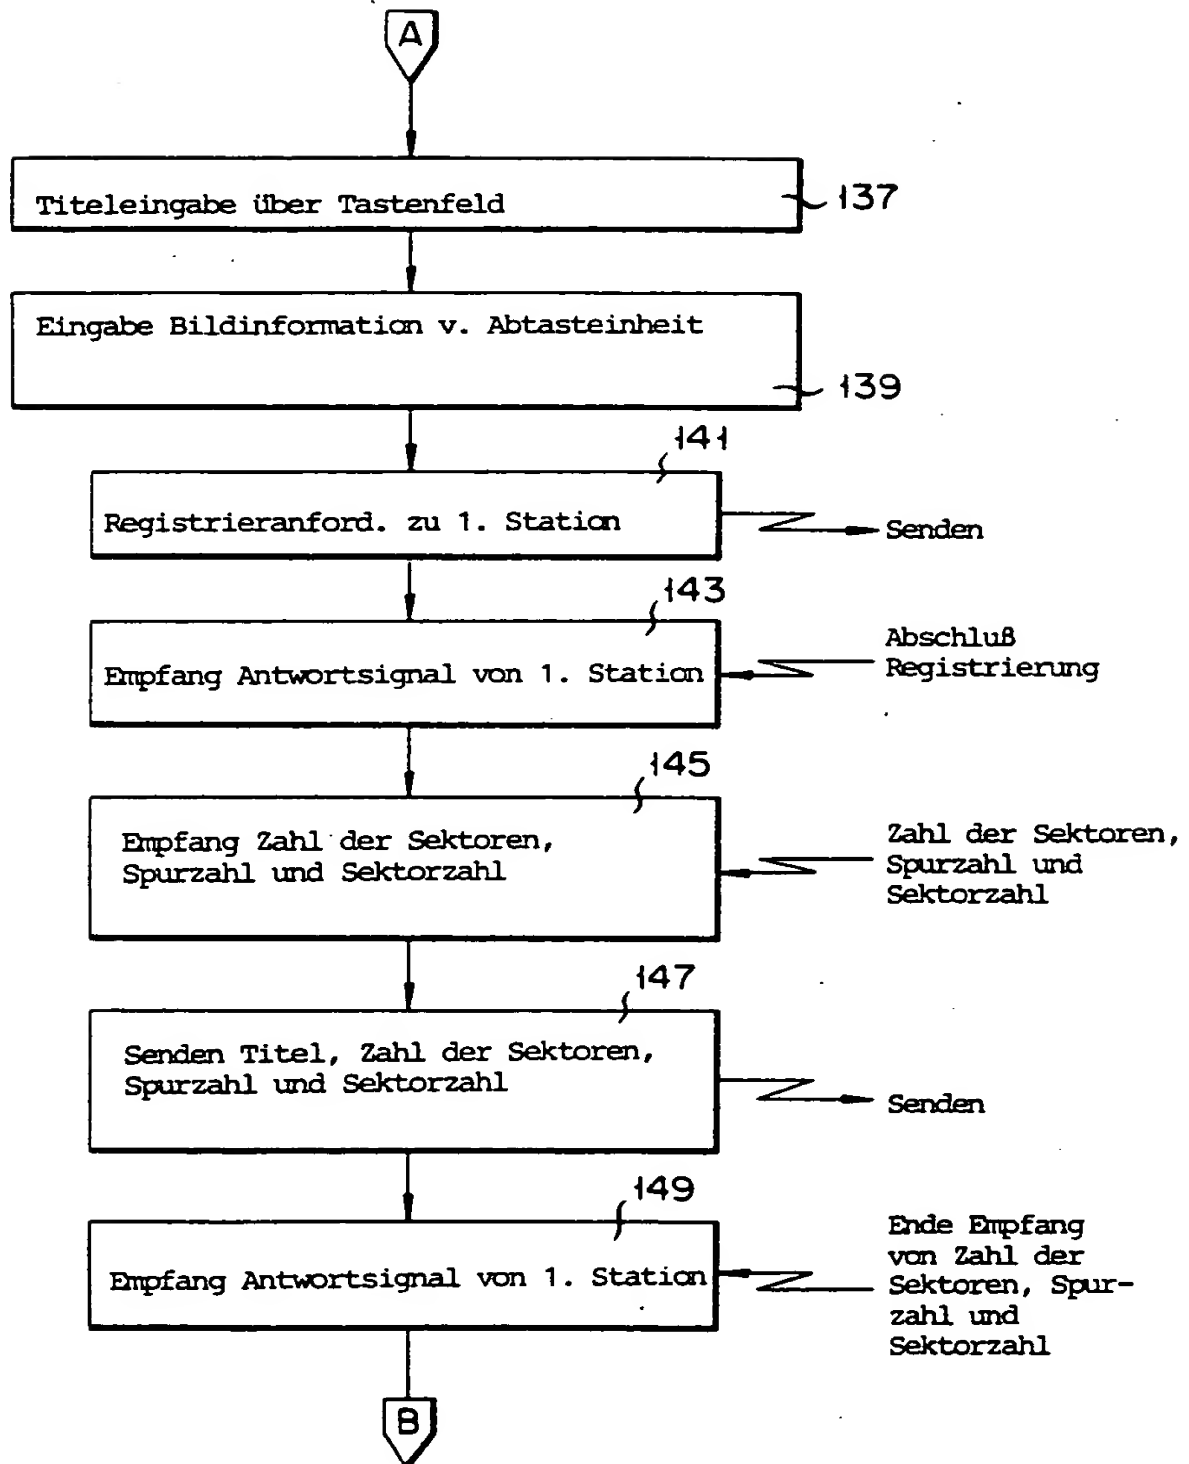 A
Titeleingabe über Tastenfeld
137
Eingabe Bildinformation v. Abtasteinheit
139
141
Registrieranford. zu 1. Station
Senden
143
Empfang Antwortsignal von 1. Station
Abschluß
Registrierung
145
Empfang Zahl der Sektoren,
Spurzahl und Sektorzahl
Zahl der Sektoren,
Spurzahl und
Sektorzahl
147
Senden Titel, Zahl der Sektoren,
Spurzahl und Sektorzahl
Senden
149
Empfang Antwortsignal von 1. Station
Ende Empfang
von Zahl der
Sektoren, Spur-
zahl und
Sektorzahl
B